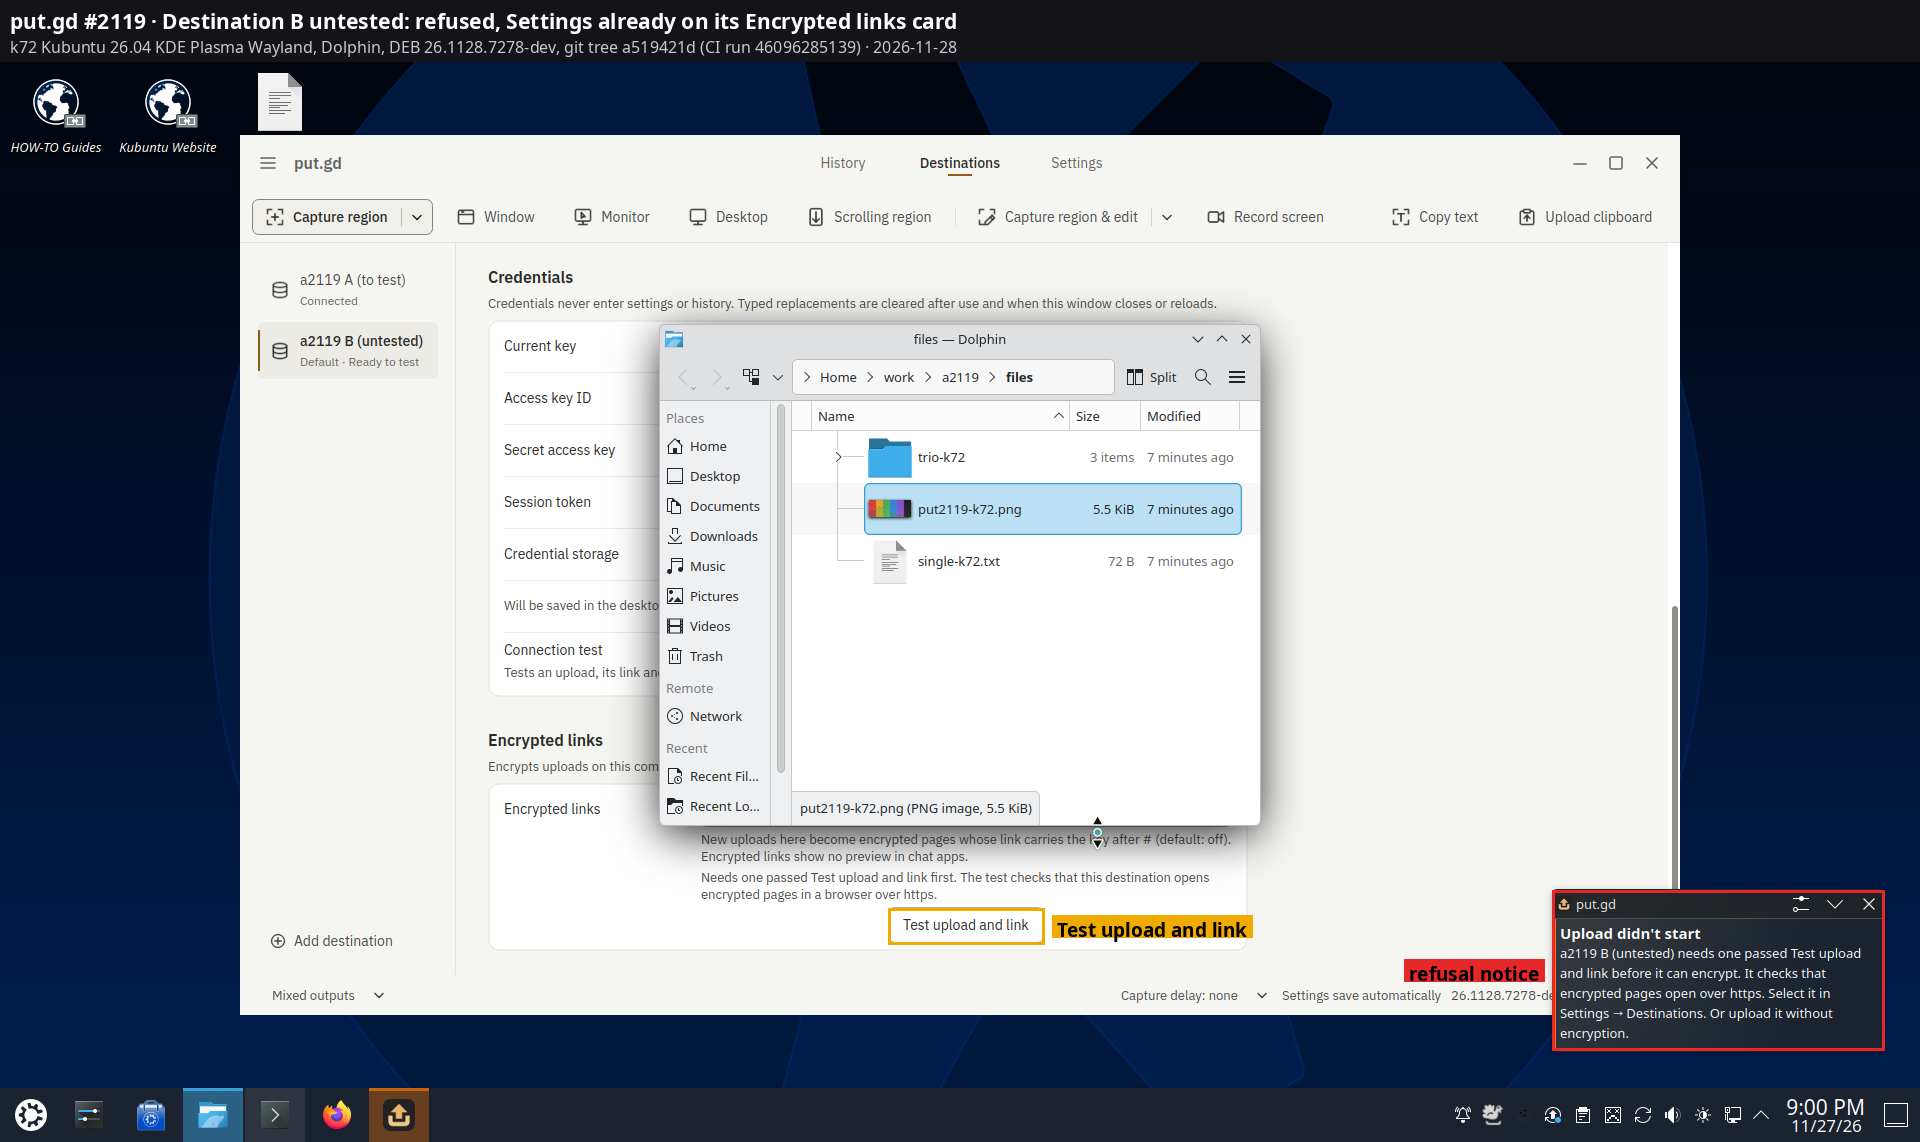 put.gd #2119 · Destination B untested: refused, Settings already on its Encrypted links card
k72 Kubuntu 26.04 KDE Plasma Wayland, Dolphin, DEB 26.1128.7278-dev, git tree a519421d (CI run 46096285139) · 2026-11-28
HOW-TO Guides
Kubuntu Website
put.gd
History
Destinations
Settings
Capture region
Window
Monitor
Desktop
Scrolling region
Capture region & edit
Record screen
Copy text
Upload clipboard
a2119 A (to test)
Connected
a2119 B (untested)
Default · Ready to test
Add destination
Credentials
Credentials never enter settings or history. Typed replacements are cleared after use and when this window closes or reloads.
Current key
Access key ID
Secret access key
Session token
Credential storage
Will be saved in the deskto
Connection test
Tests an upload, its link an
Encrypted links
Encrypts uploads on this com
Encrypted links
New uploads here become encrypted pages whose link carries the key after # (default: off).
Encrypted links show no preview in chat apps.
Needs one passed Test upload and link first. The test checks that this destination opens
encrypted pages in a browser over https.
Test upload and link
Test upload and link
files — Dolphin
Home
work
a2119
files
Split
Places
Home
Desktop
Documents
Downloads
Music
Pictures
Videos
Trash
Remote
Network
Recent
Recent Fil...
Recent Lo...
Name
Size
Modified
trio-k72
3 items
7 minutes ago
put2119-k72.png
5.5 KiB
7 minutes ago
single-k72.txt
72 B
7 minutes ago
put2119-k72.png (PNG image, 5.5 KiB)
refusal notice
put.gd
Upload didn't start
a2119 B (untested) needs one passed Test upload
and link before it can encrypt. It checks that
encrypted pages open over https. Select it in
Settings → Destinations. Or upload it without
encryption.
Mixed outputs
Capture delay: none
Settings save automatically
26.1128.7278-de
9:00 PM
11/27/26